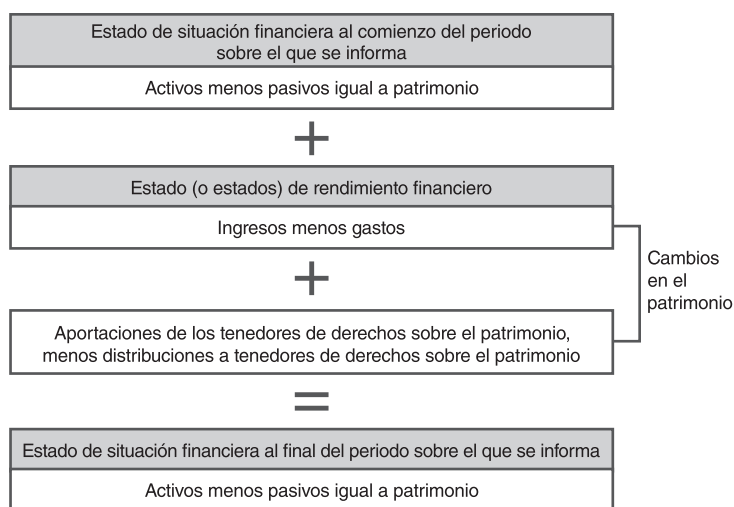 Estado de situación financiera al comienzo del periodo
sobre el que se informa
Activos menos pasivos igual a patrimonio
+
Estado (o estados) de rendimiento financiero
Ingresos menos gastos
+
Aportaciones de los tenedores de derechos sobre el patrimonio,
menos distribuciones a tenedores de derechos sobre el patrimonio
Cambios
en el
patrimonio
=
Estado de situación financiera al final del periodo sobre el que se informa
Activos menos pasivos igual a patrimonio